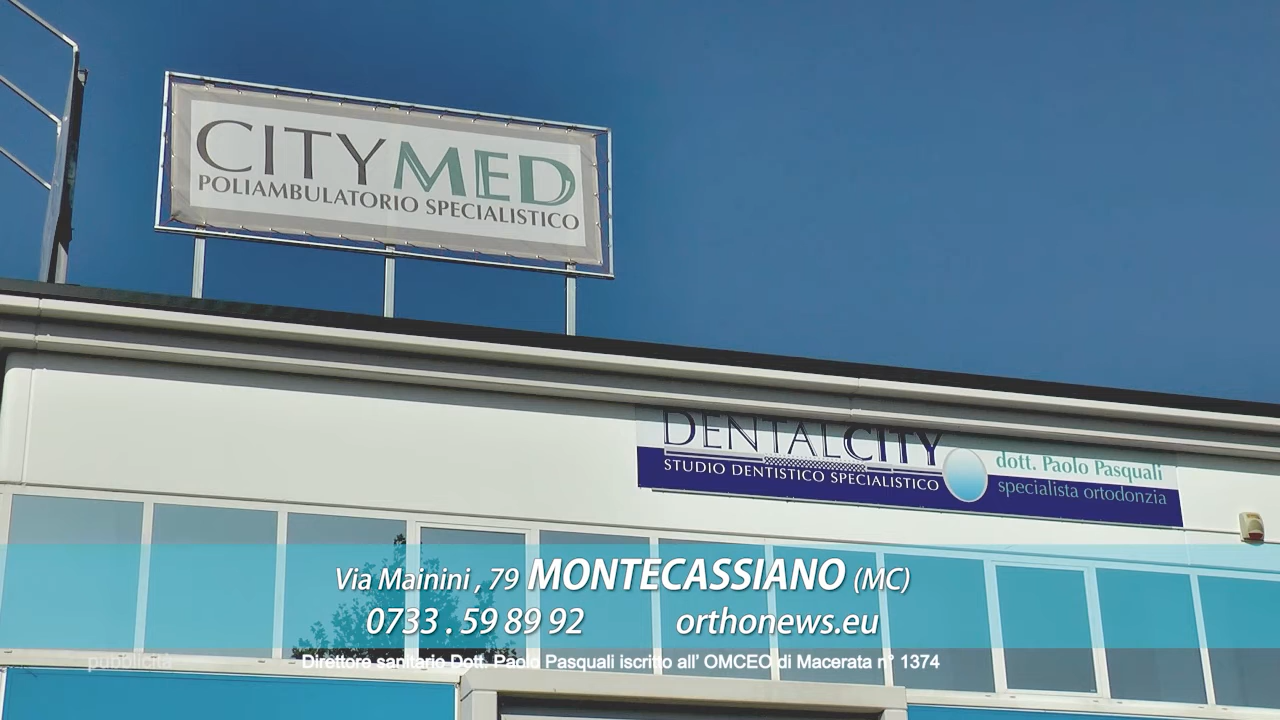 CITYMED
POLIAMBULATORIO SPECIALISTICO
DENTALCITY
STUDIO DENTISTICO SPECIALISTICO
dott. Paolo Pasquali
specialista ortodonzia
Via Mainini , 79 MONTECASSIANO (MC)
0733 . 59 89 92 orthonews.eu
pubblicità
Direttore sanitario Dott. Paolo Pasquali iscritto all' OMCEO di Macerata n° 1374